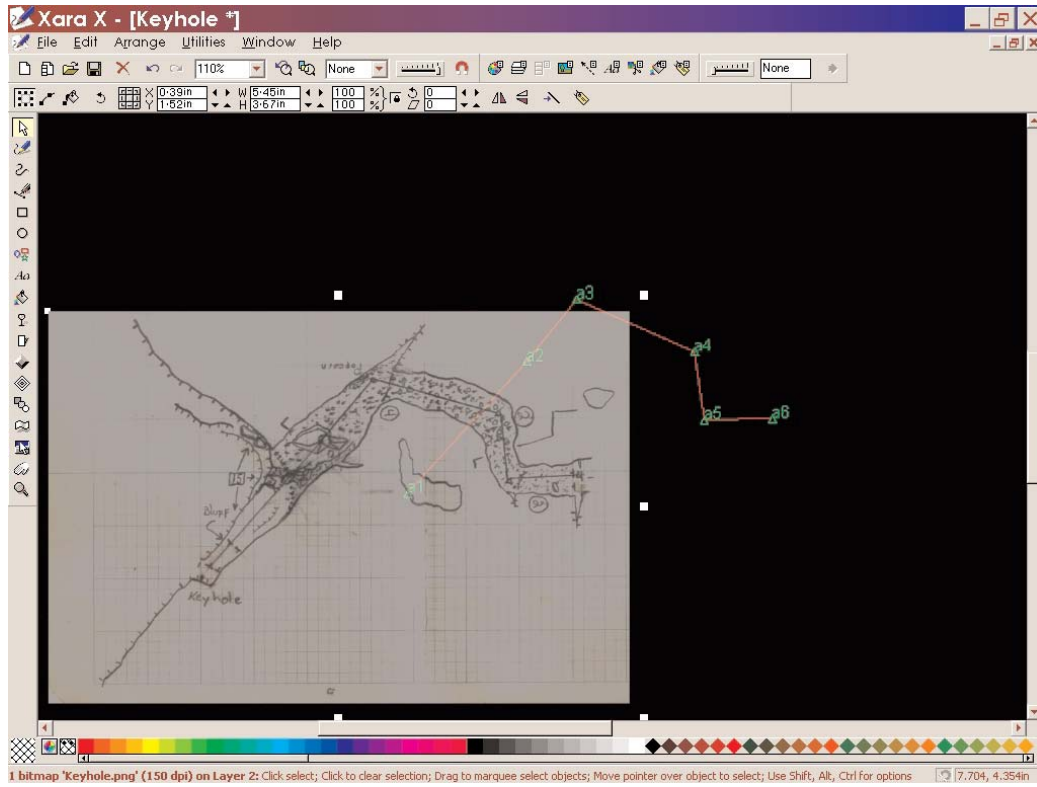 Xara X - [Keyhole *]
File Edit Arrange Utilities Window Help
110% None None
X 0.39in W 5.45in 100 % 0
Y 1.52in H 3.67in 100 % 0
a3
a2
a4
a5 a6
a1
15
Bluff
Keyhole
1 bitmap 'Keyhole.png' (150 dpi) on Layer 2: Click select; Click to clear selection; Drag to marquee select objects; Move pointer over object to select; Use Shift, Alt, Ctrl for options 7.704, 4.354in